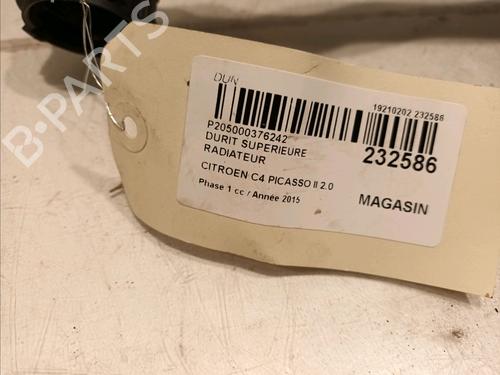 B-PARTS
DUN
19210202 232586
P205000376242
DURIT SUPERIEURE
RADIATEUR
232586
CITROEN C4 PICASSO II 2.0
Phase 1 cc / Année 2015
MAGASIN